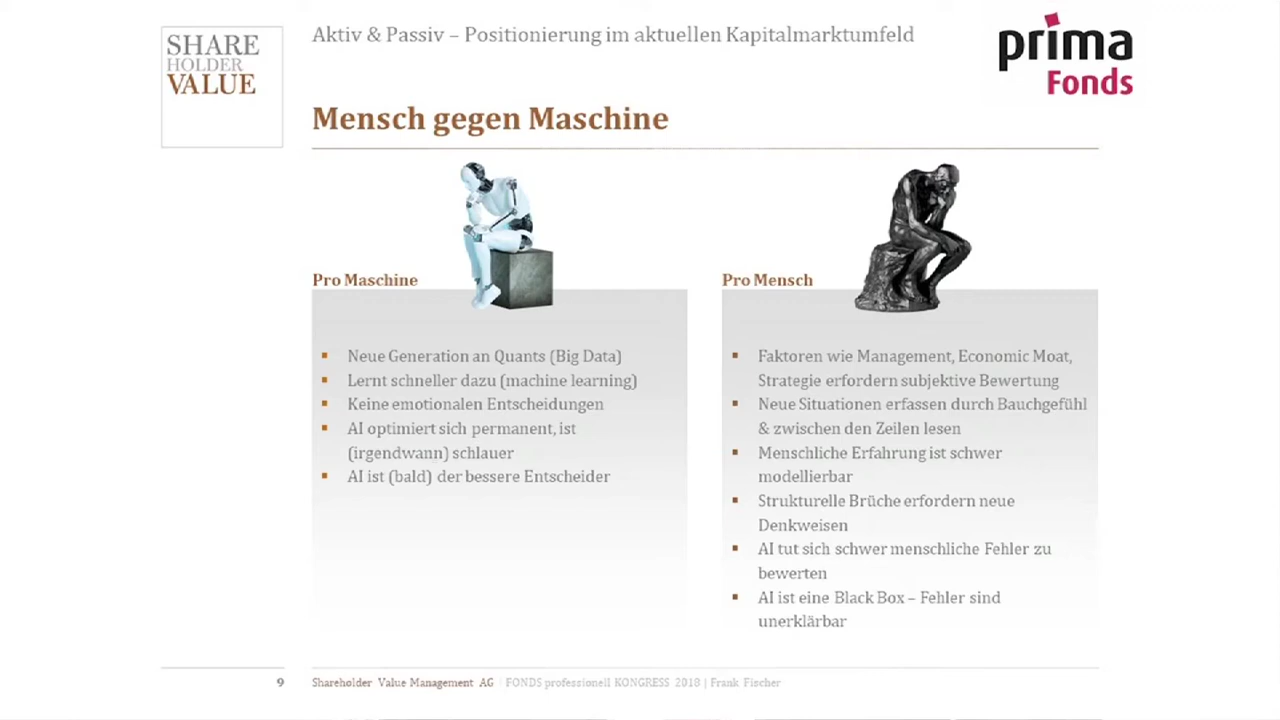 SHARE
HOLDER
VALUE
Aktiv & Passiv – Positionierung im aktuellen Kapitalmarktumfeld
prima
Fonds
Mensch gegen Maschine
Pro Maschine
Neue Generation an Quants (Big Data)
Lernt schneller dazu (machine learning)
Keine emotionalen Entscheidungen
AI optimiert sich permanent, ist
(irgendwann) schlauer
AI ist (bald) der bessere Entscheider
Pro Mensch
Faktoren wie Management, Economic Moat,
Strategie erfordern subjektive Bewertung
Neue Situationen erfassen durch Bauchgefühl
& zwischen den Zeilen lesen
Menschliche Erfahrung ist schwer
modellierbar
Strukturelle Brüche erfordern neue
Denkweisen
AI tut sich schwer menschliche Fehler zu
bewerten
AI ist eine Black Box – Fehler sind
unerklärbar
9
Shareholder Value Management AG | FONDS professionell KONGRESS 2018 | Frank Fischer